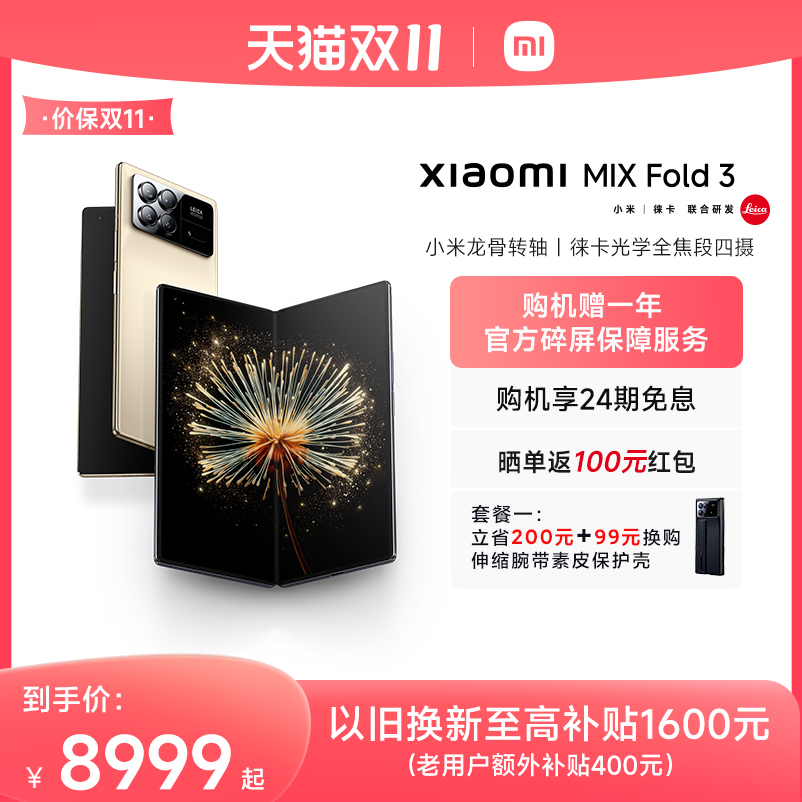 天猫双11
mi
·价保双11·
xiaomi MIX Fold 3
小米 | 徕卡 联合研发
Leica
小米龙骨转轴 | 徕卡光学全焦段四摄
LEICA
购机赠一年
官方碎屏保障服务
购机享24期免息
晒单返100元红包
套餐一：
立省200元+99元换购
伸缩腕带素皮保护壳
到手价：
¥8999起
以旧换新至高补贴1600元
（老用户额外补贴400元）